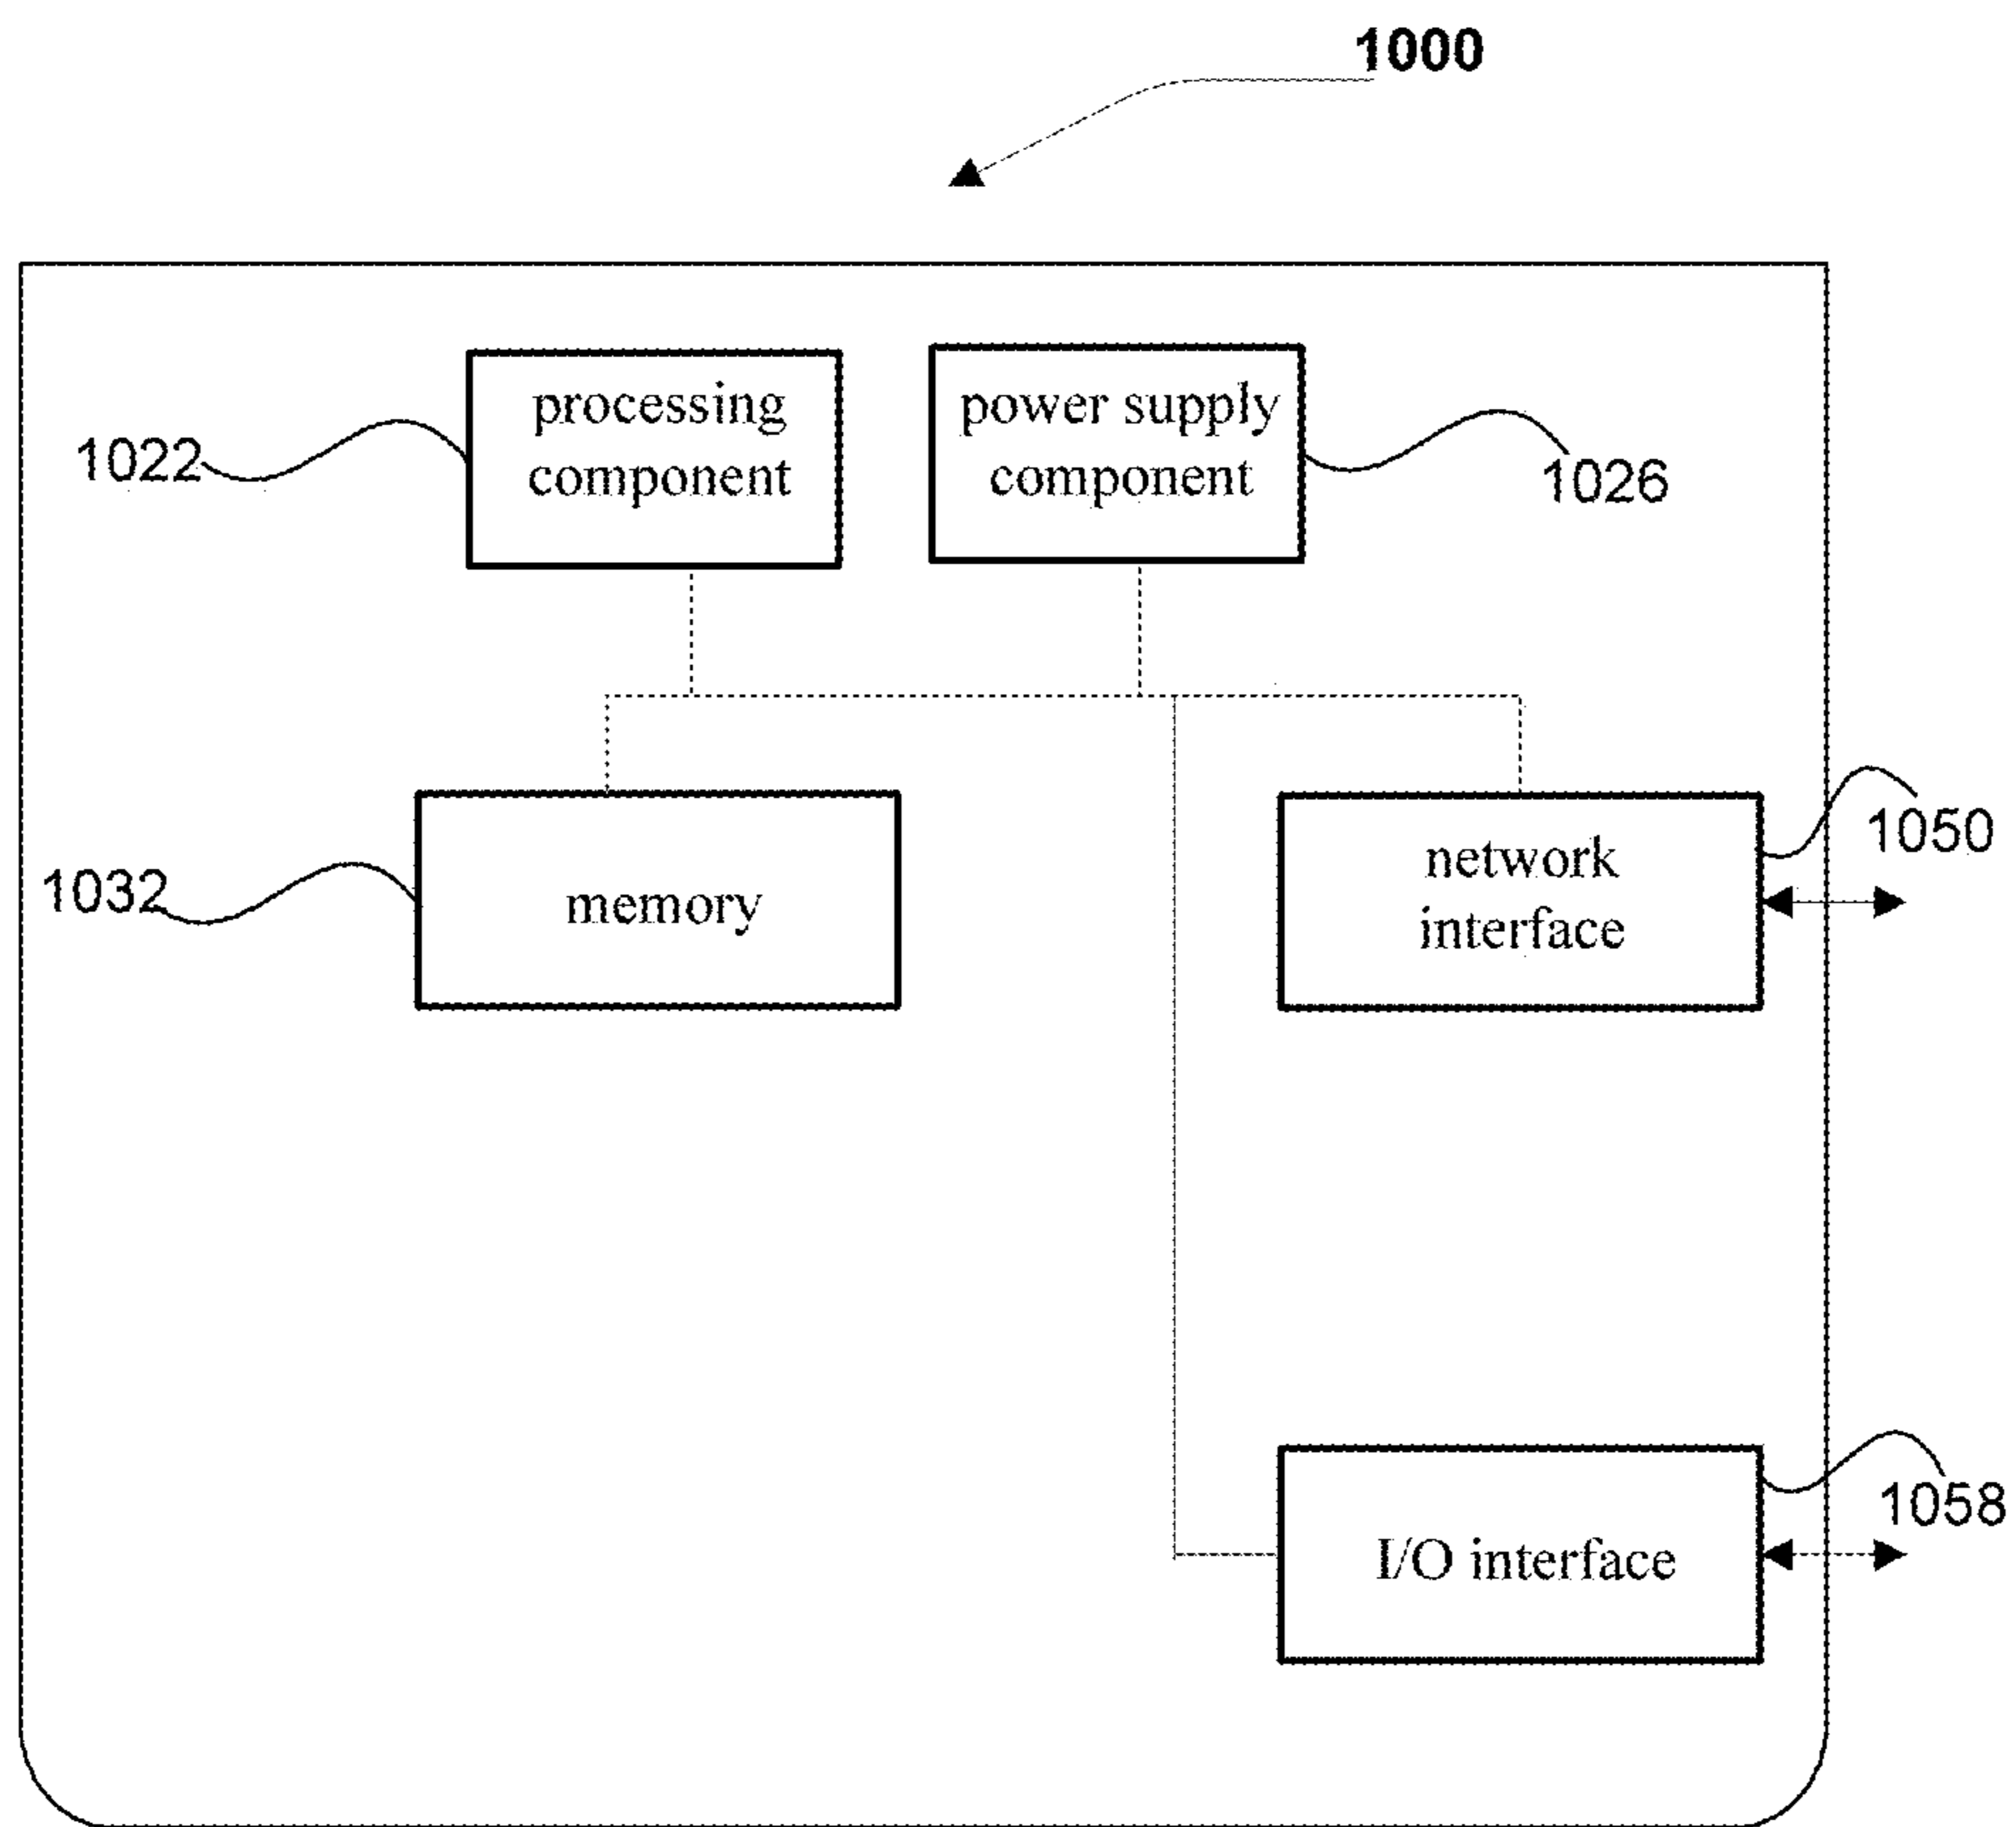 1000
processing
component
power supply
component
1022
1026
1032
memory
network
interface
1050
I/O interface
1058